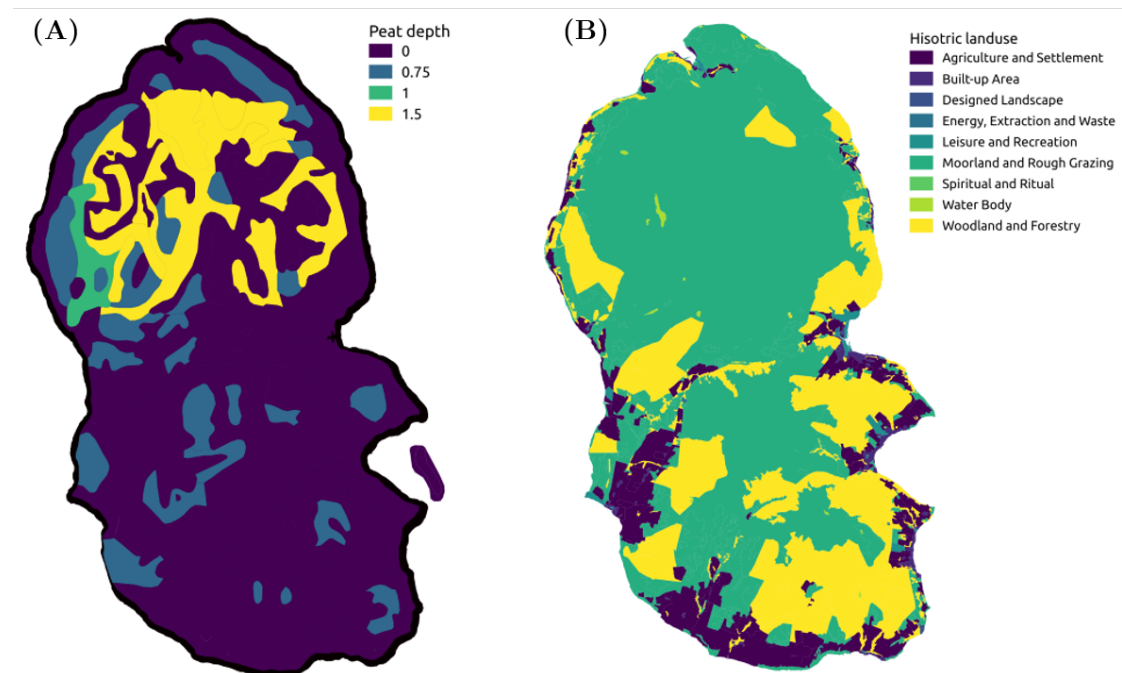 (A)
Peat depth
0
0.75
1
1.5
(B)
Hisotric landuse
Agriculture and Settlement
Built-up Area
Designed Landscape
Energy, Extraction and Waste
Leisure and Recreation
Moorland and Rough Grazing
Spiritual and Ritual
Water Body
Woodland and Forestry